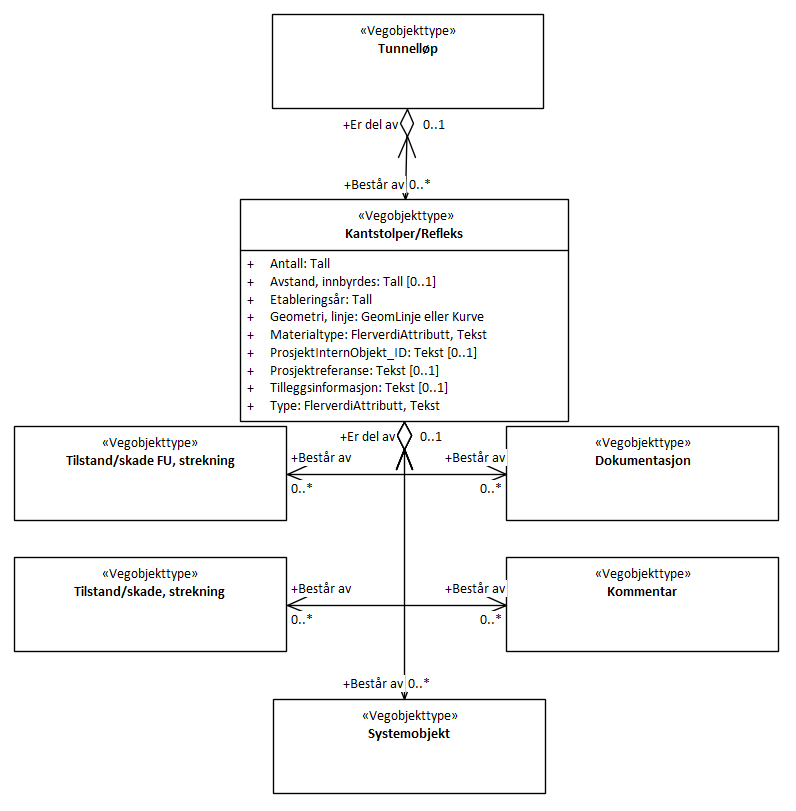 «Vegobjekttype»
Tunnelløp
+Er del av 0..1
+Består av 0..*
«Vegobjekttype»
Kantstolper/Refleks
+ Antall: Tall
+ Avstand, innbyrdes: Tall [0..1]
+ Etableringsår: Tall
+ Geometri, linje: GeomLinje eller Kurve
+ Materialtype: FlerverdiAttributt, Tekst
+ ProsjektInternObjekt_ID: Tekst [0..1]
+ Prosjektreferanse: Tekst [0..1]
+ Tilleggsinformasjon: Tekst [0..1]
+ Type: FlerverdiAttributt, Tekst
+Er del av 0..1
«Vegobjekttype»
Tilstand/skade FU, strekning
+Består av
0..*
+Består av
0..*
«Vegobjekttype»
Dokumentasjon
«Vegobjekttype»
Tilstand/skade, strekning
+Består av
0..*
+Består av
0..*
«Vegobjekttype»
Kommentar
+Består av 0..*
«Vegobjekttype»
Systemobjekt